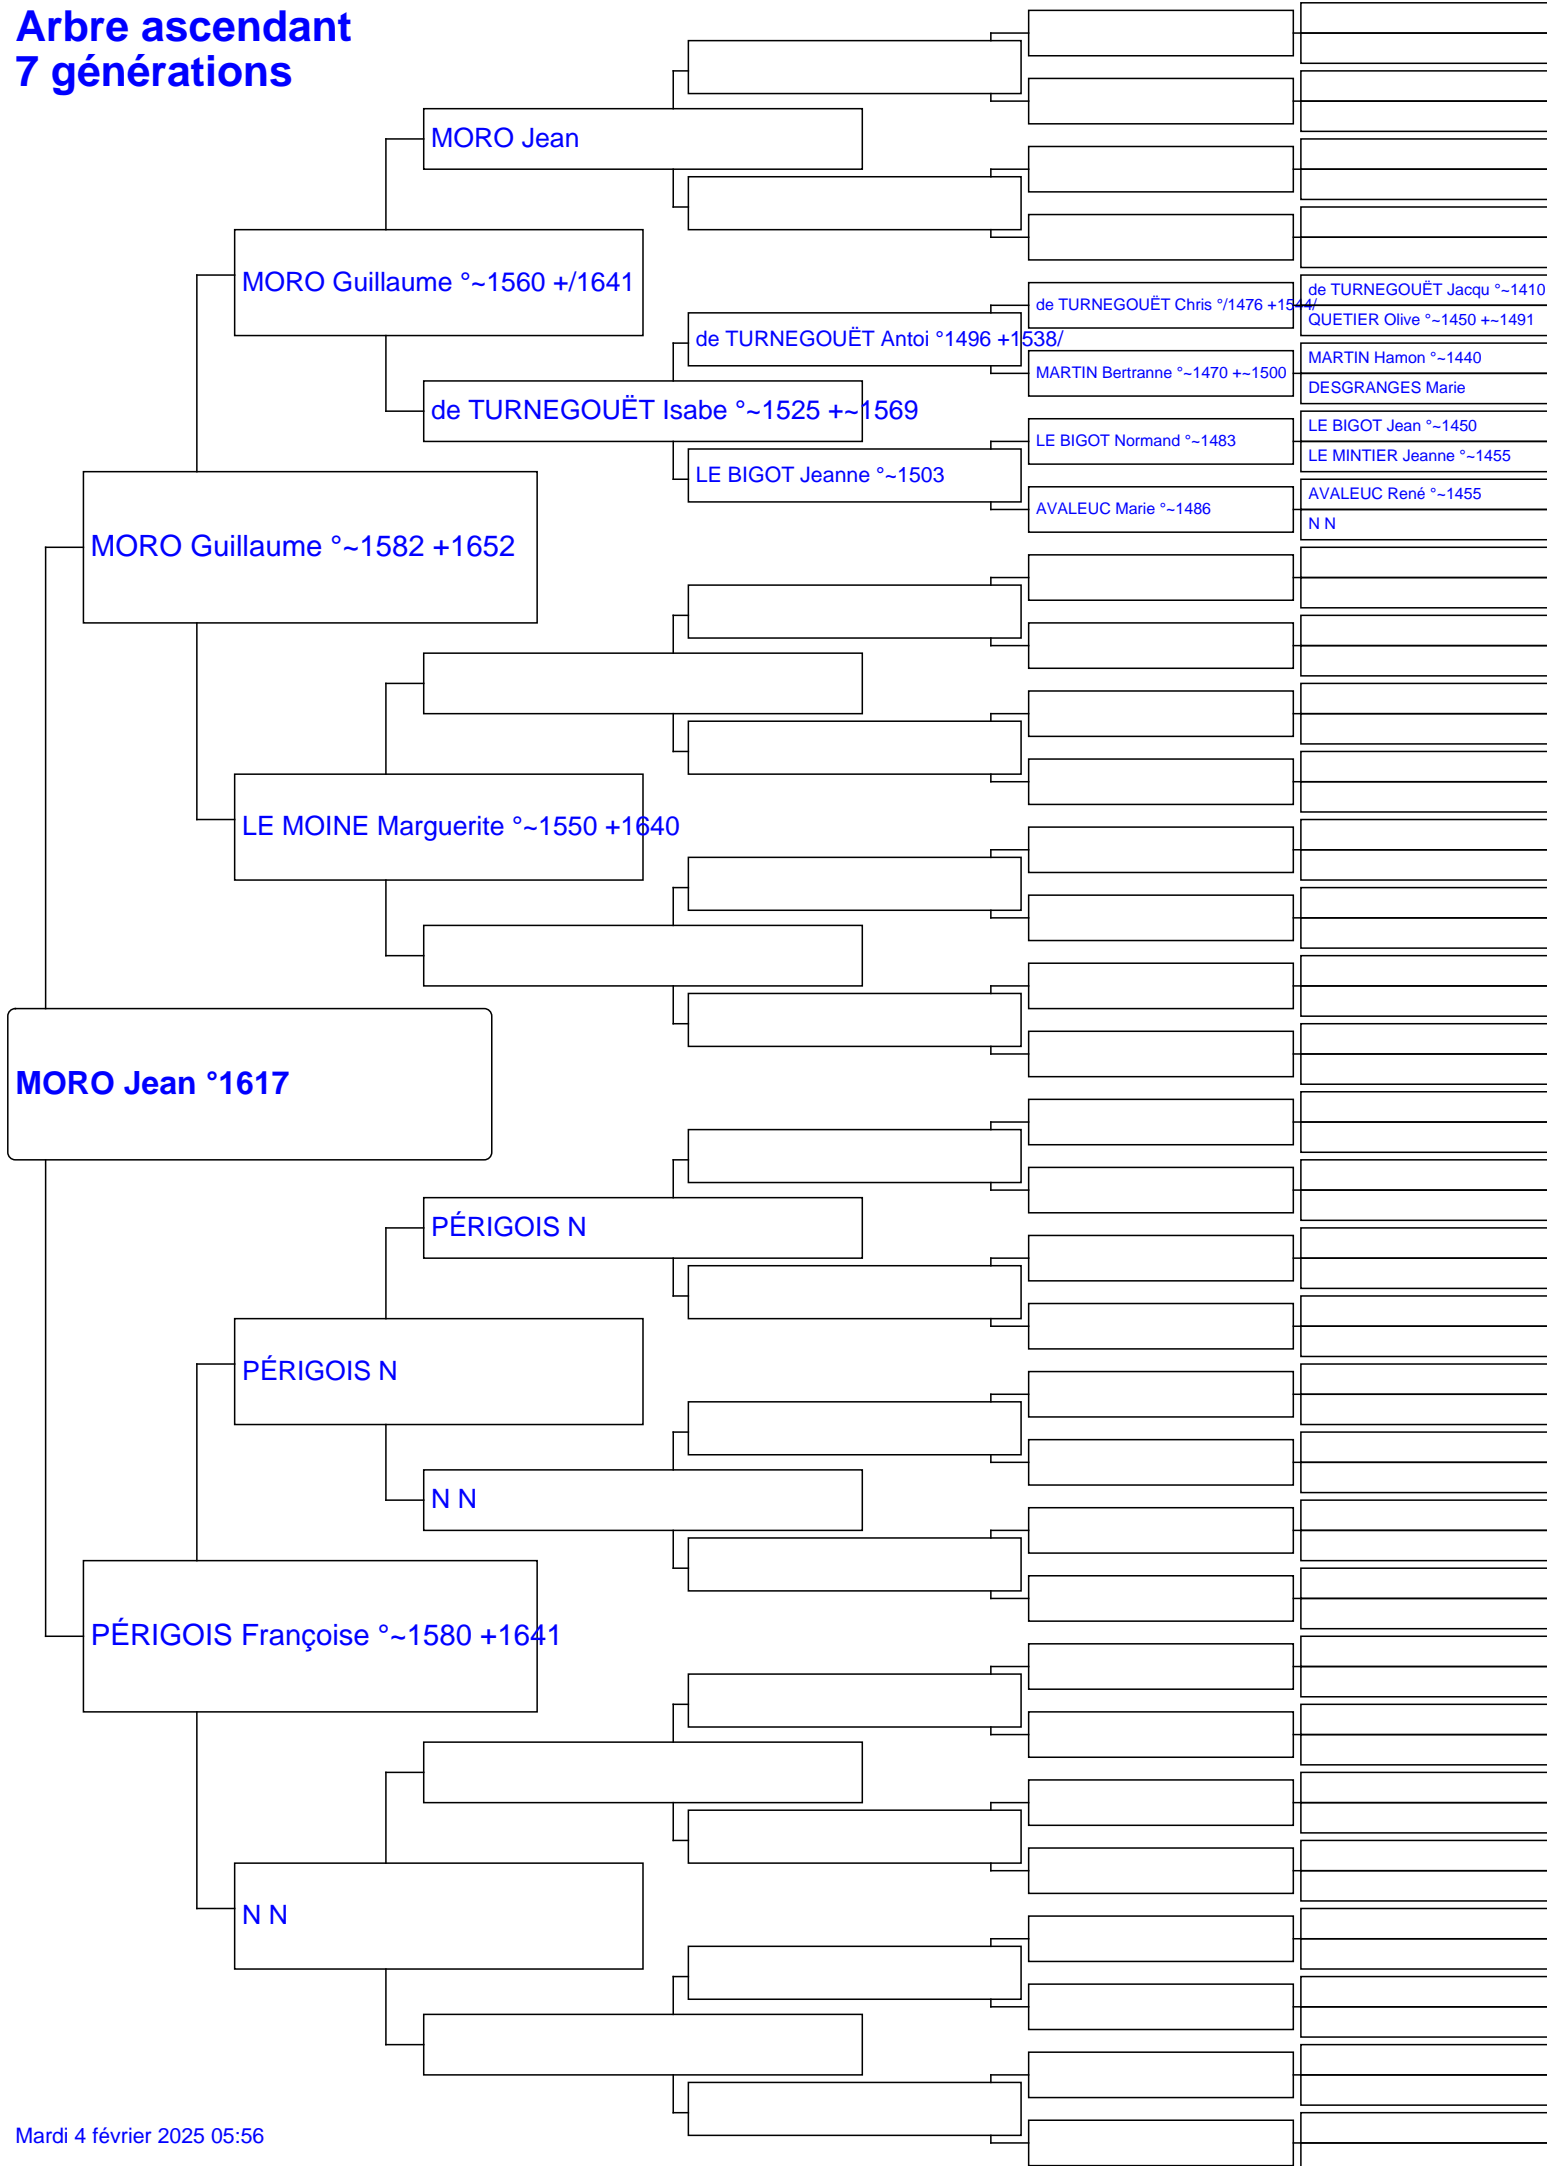 Arbre ascendant
7 générations
MORO Jean
MORO Guillaume °~1560 +/1641
de TURNEGOUËT Jacqu °~1410
de TURNEGOUËT Chris °/1476 +1544/
QUETIER Olive °~1450 +~1491
de TURNEGOUËT Antoi °1496 +1538/
MARTIN Hamon °~1440
MARTIN Bertranne °~1470 +~1500
DESGRANGES Marie
de TURNEGOUËT Isabe °~1525 +~1569
LE BIGOT Jean °~1450
LE BIGOT Normand °~1483
LE MINTIER Jeanne °~1455
LE BIGOT Jeanne °~1503
AVALEUC René °~1455
AVALEUC Marie °~1486
N N
MORO Guillaume °~1582 +1652
LE MOINE Marguerite °~1550 +1640
MORO Jean °1617
PÉRIGOIS N
PÉRIGOIS N
N N
PÉRIGOIS Françoise °~1580 +1641
N N
Mardi 4 février 2025 05:56